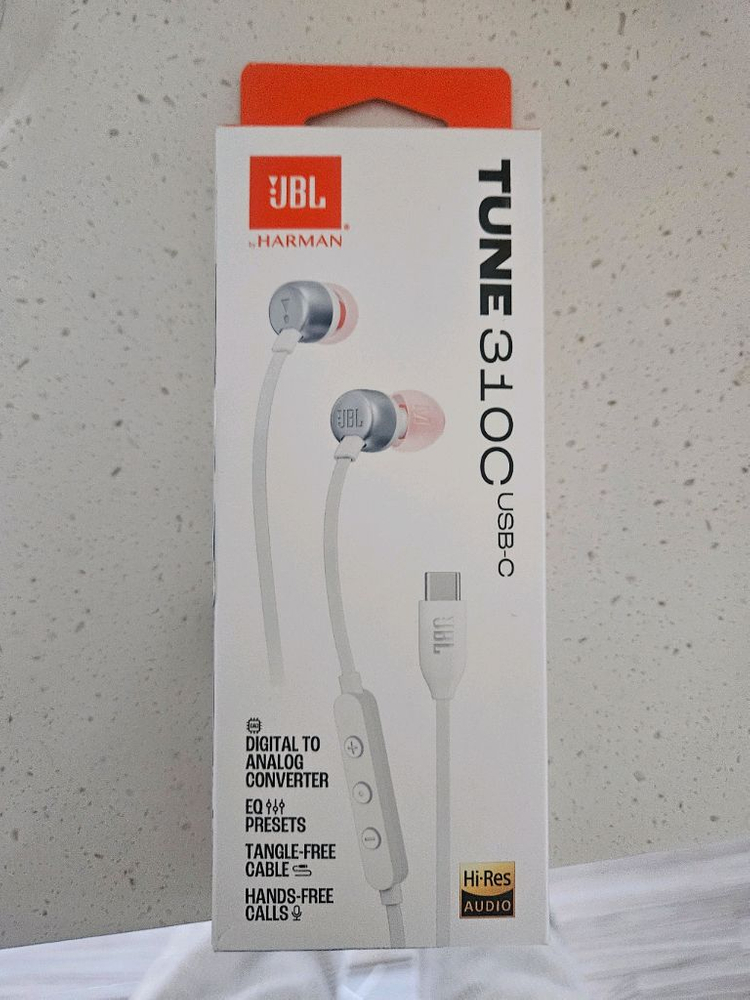 JBL
by HARMAN
TUNE 310C USB-C
JBL
JBL
DIGITAL TO
ANALOG
CONVERTER
EQ
PRESETS
TANGLE-FREE
CABLE
HANDS-FREE
CALLS
Hi-Res
AUDIO